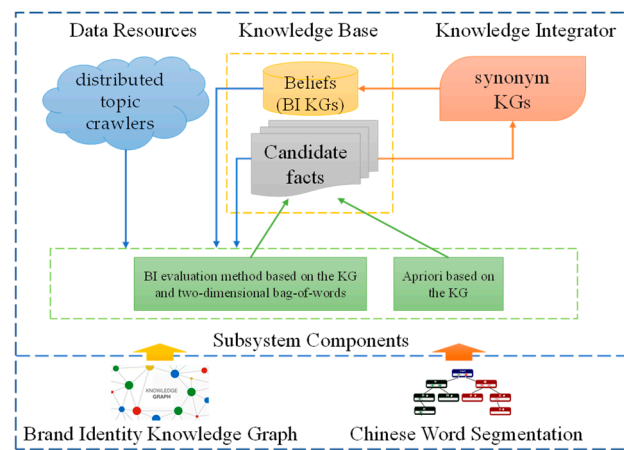 Data Resources
Knowledge Base
Knowledge Integrator
distributed
topic
crawlers
Beliefs
(BI KGs)
synonym
KGs
Candidate
facts
BI evaluation method based on the KG
and two-dimensional bag-of-words
Apriori based on
the KG
Subsystem Components
KNOWLEDGE
GRAPH
Brand Identity Knowledge Graph
Chinese Word Segmentation